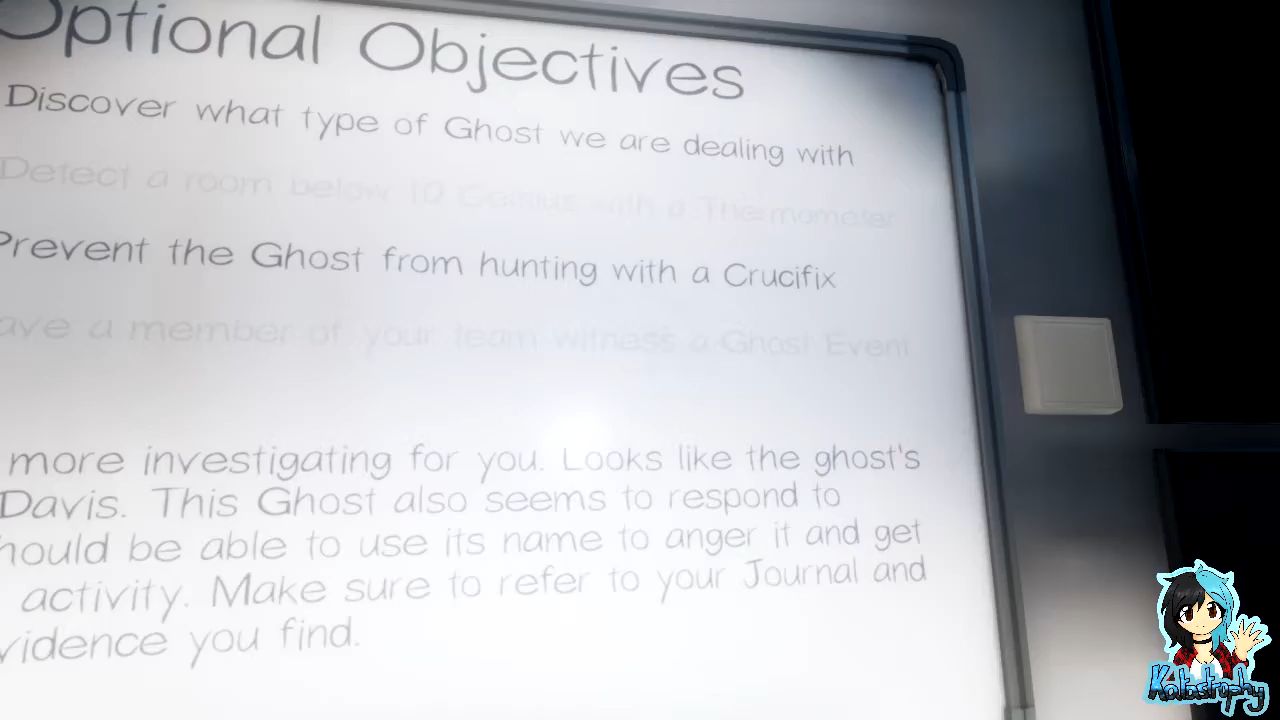 Optional Objectives
Discover what type of Ghost we are dealing with
Detect a room below 10 Celsius with a Thermometer
Prevent the Ghost from hunting with a Crucifix
ave a member of your team witness a Ghost Event
more investigating for you. Looks like the ghost's
Davis. This Ghost also seems to respond to
hould be able to use its name to anger it and get
activity. Make sure to refer to your Journal and
vidence you find.
Katastrophy